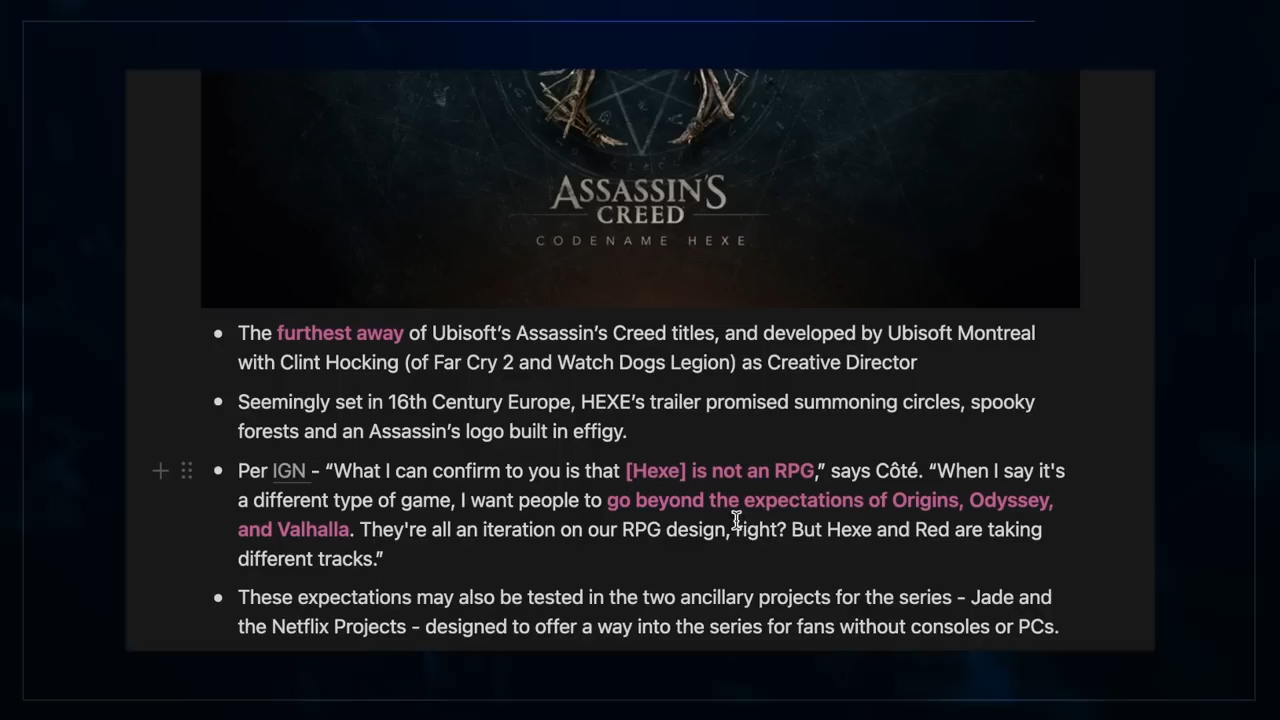 ASSASSIN'S
CREED
CODENAME HEXE
• The furthest away of Ubisoft's Assassin's Creed titles, and developed by Ubisoft Montreal
with Clint Hocking (of Far Cry 2 and Watch Dogs Legion) as Creative Director
• Seemingly set in 16th Century Europe, HEXE's trailer promised summoning circles, spooky
forests and an Assassin's logo built in effigy.
• Per IGN - “What I can confirm to you is that [Hexe] is not an RPG,” says Côté. “When I say it's
a different type of game, I want people to go beyond the expectations of Origins, Odyssey,
and Valhalla. They're all an iteration on our RPG design, right? But Hexe and Red are taking
different tracks.”
• These expectations may also be tested in the two ancillary projects for the series - Jade and
the Netflix Projects - designed to offer a way into the series for fans without consoles or PCs.